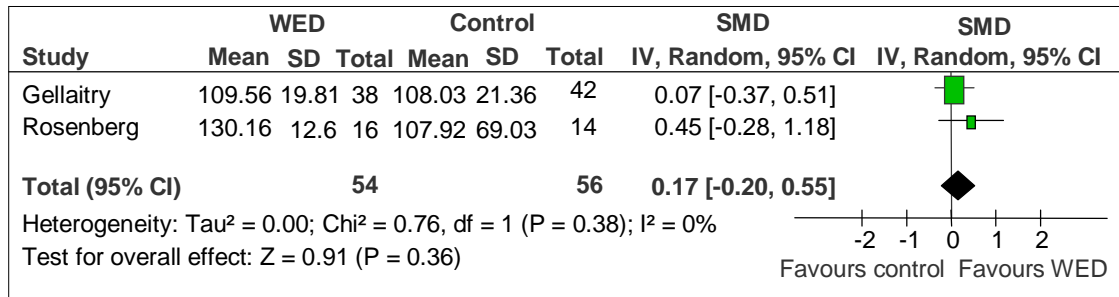 WED Control SMD SMD
Study Mean SD Total Mean SD Total IV, Random, 95% CI IV, Random, 95% CI
Gellaitry 109.56 19.81 38 108.03 21.36 42 0.07 [-0.37, 0.51]
Rosenberg 130.16 12.6 16 107.92 69.03 14 0.45 [-0.28, 1.18]
Total (95% CI) 54 56 0.17 [-0.20, 0.55]
Heterogeneity: Tau² = 0.00; Chi² = 0.76, df = 1 (P = 0.38); I² = 0%
Test for overall effect: Z = 0.91 (P = 0.36)
-2 -1 0 1 2
Favours control Favours WED